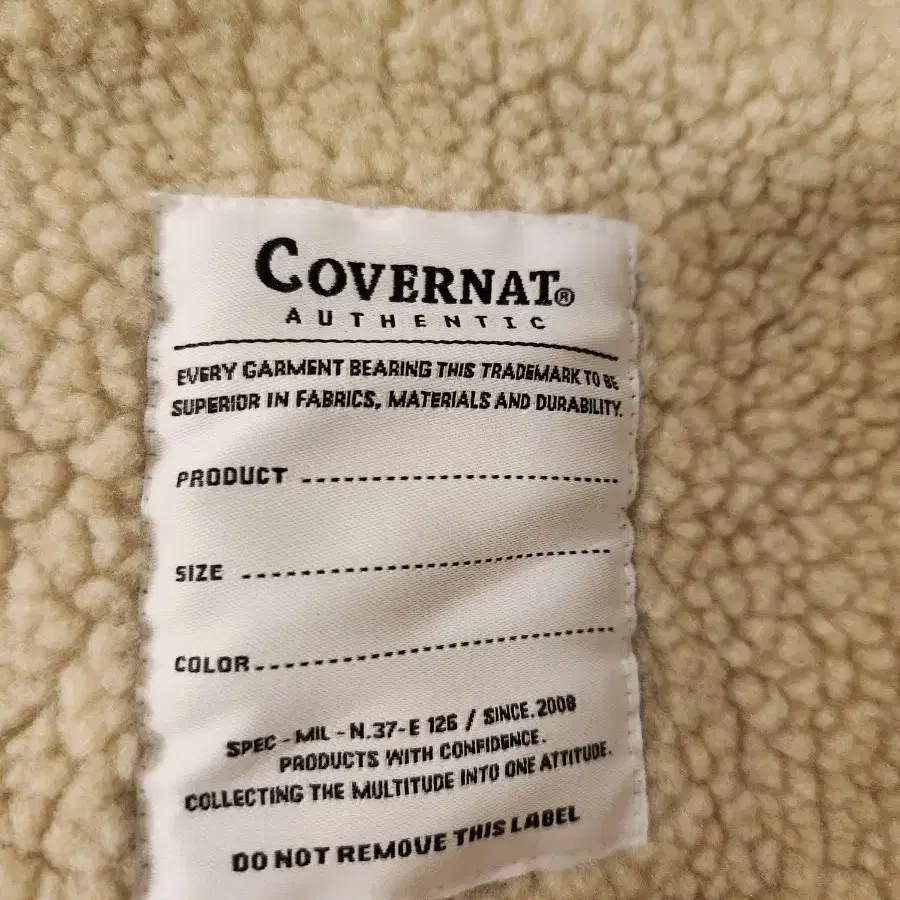 COVERNAT®
AUTHENTIC
EVERY GARMENT BEARING THIS TRADEMARK TO BE
SUPERIOR IN FABRICS, MATERIALS AND DURABILITY.
PRODUCT
SIZE
COLOR
SPEC - MIL - N.37-E 126 / SINCE.2008
PRODUCTS WITH CONFIDENCE.
COLLECTING THE MULTITUDE INTO ONE ATTITUDE.
DO NOT REMOVE THIS LABEL